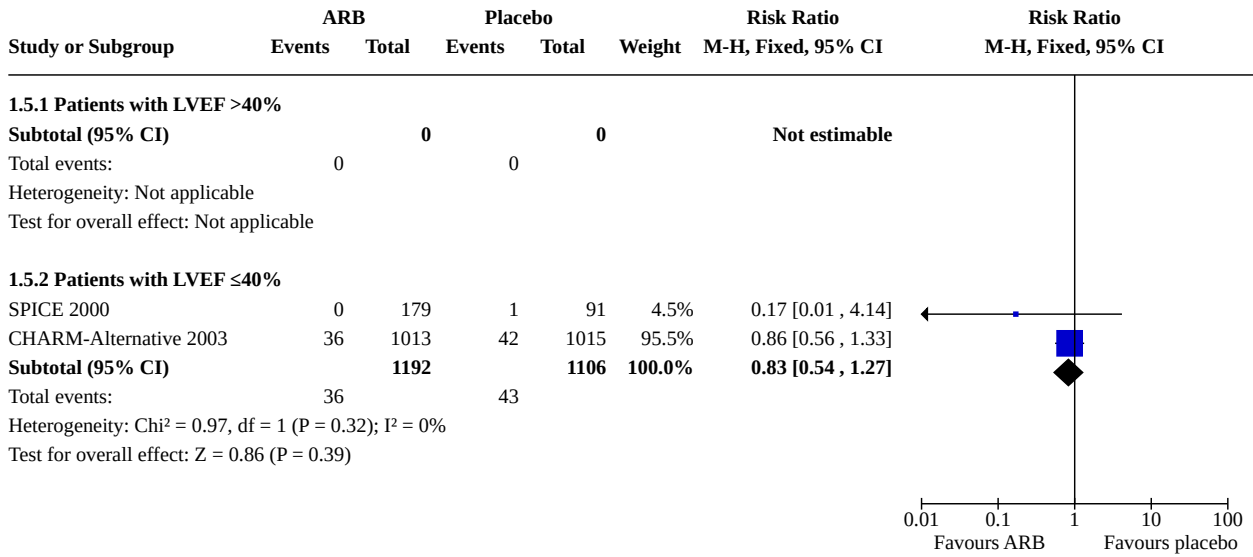 ARB Placebo Risk Ratio Risk Ratio
Study or Subgroup Events Total Events Total Weight M-H, Fixed, 95% CI M-H, Fixed, 95% CI
1.5.1 Patients with LVEF >40%
Subtotal (95% CI) 0 0 Not estimable
Total events: 0 0
Heterogeneity: Not applicable
Test for overall effect: Not applicable
1.5.2 Patients with LVEF ≤40%
SPICE 2000 0 179 1 91 4.5% 0.17 [0.01 , 4.14]
CHARM-Alternative 2003 36 1013 42 1015 95.5% 0.86 [0.56 , 1.33]
Subtotal (95% CI) 1192 1106 100.0% 0.83 [0.54 , 1.27]
Total events: 36 43
Heterogeneity: Chi² = 0.97, df = 1 (P = 0.32); I² = 0%
Test for overall effect: Z = 0.86 (P = 0.39)
0.01 0.1 1 10 100
Favours ARB Favours placebo